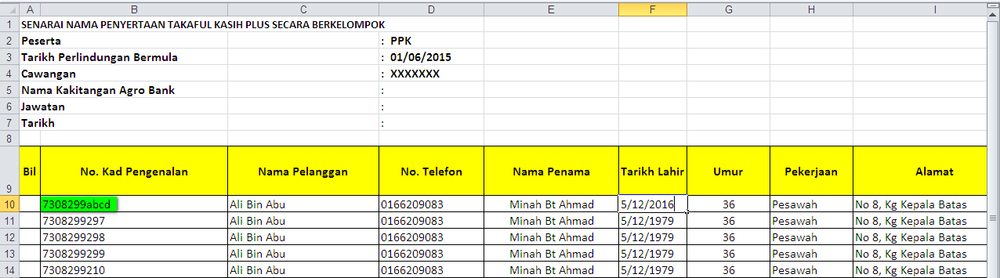 A B C D E F G H I
1 SENARAI NAMA PENYERTAAN TAKAFUL KASIH PLUS SECARA BERKELOMPOK
2 Peserta : PPK
3 Tarikh Perlindungan Bermula : 01/06/2015
4 Cawangan : XXXXXXX
5 Nama Kakitangan Agro Bank :
6 Jawatan :
7 Tarikh :
8
9 Bil No. Kad Pengenalan Nama Pelanggan No. Telefon Nama Penama Tarikh Lahir Umur Pekerjaan Alamat
10 7308299abcd Ali Bin Abu 0166209083 Minah Bt Ahmad 5/12/2016 36 Pesawah No 8, Kg Kepala Batas
11 7308299297 Ali Bin Abu 0166209083 Minah Bt Ahmad 5/12/1979 36 Pesawah No 8, Kg Kepala Batas
12 7308299298 Ali Bin Abu 0166209083 Minah Bt Ahmad 5/12/1979 36 Pesawah No 8, Kg Kepala Batas
13 7308299299 Ali Bin Abu 0166209083 Minah Bt Ahmad 5/12/1979 36 Pesawah No 8, Kg Kepala Batas
14 7308299210 Ali Bin Abu 0166209083 Minah Bt Ahmad 5/12/1979 36 Pesawah No 8, Kg Kepala Batas